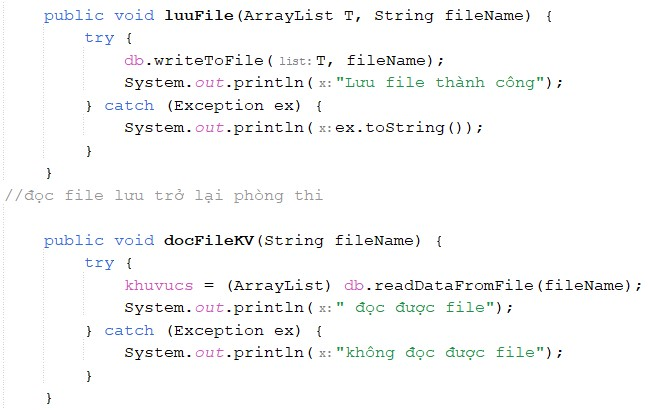 public void luuFile(ArrayList T, String fileName) {
try {
db.writeToFile( list: T, fileName);
System.out.println( x: "Lưu file thành công");
} catch (Exception ex) {
System.out.println( x: ex.toString());
}
}
//đọc file lưu trở lại phòng thi
public void docFileKV(String fileName) {
try {
khuvucs = (ArrayList) db.readDataFromFile(fileName);
System.out.println( x: " đọc được file");
} catch (Exception ex) {
System.out.println( x: "không đọc được file");
}
}